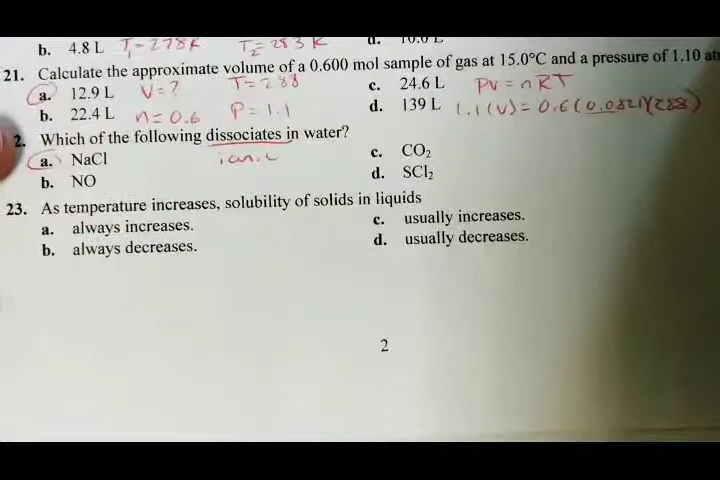 b. 4.8 L T₁=278K T₂=283K d. 10.0 L
21. Calculate the approximate volume of a 0.600 mol sample of gas at 15.0°C and a pressure of 1.10
a. 12.9 L V=? T=288 c. 24.6 L PV=nRT
b. 22.4 L n=0.6 P=1.1 d. 139 L 1.1(V)=0.6(0.0821)(288)
2. Which of the following dissociates in water?
a. NaCl ionic c. CO₂
b. NO d. SCl₂
23. As temperature increases, solubility of solids in liquids
a. always increases. c. usually increases.
b. always decreases. d. usually decreases.
2